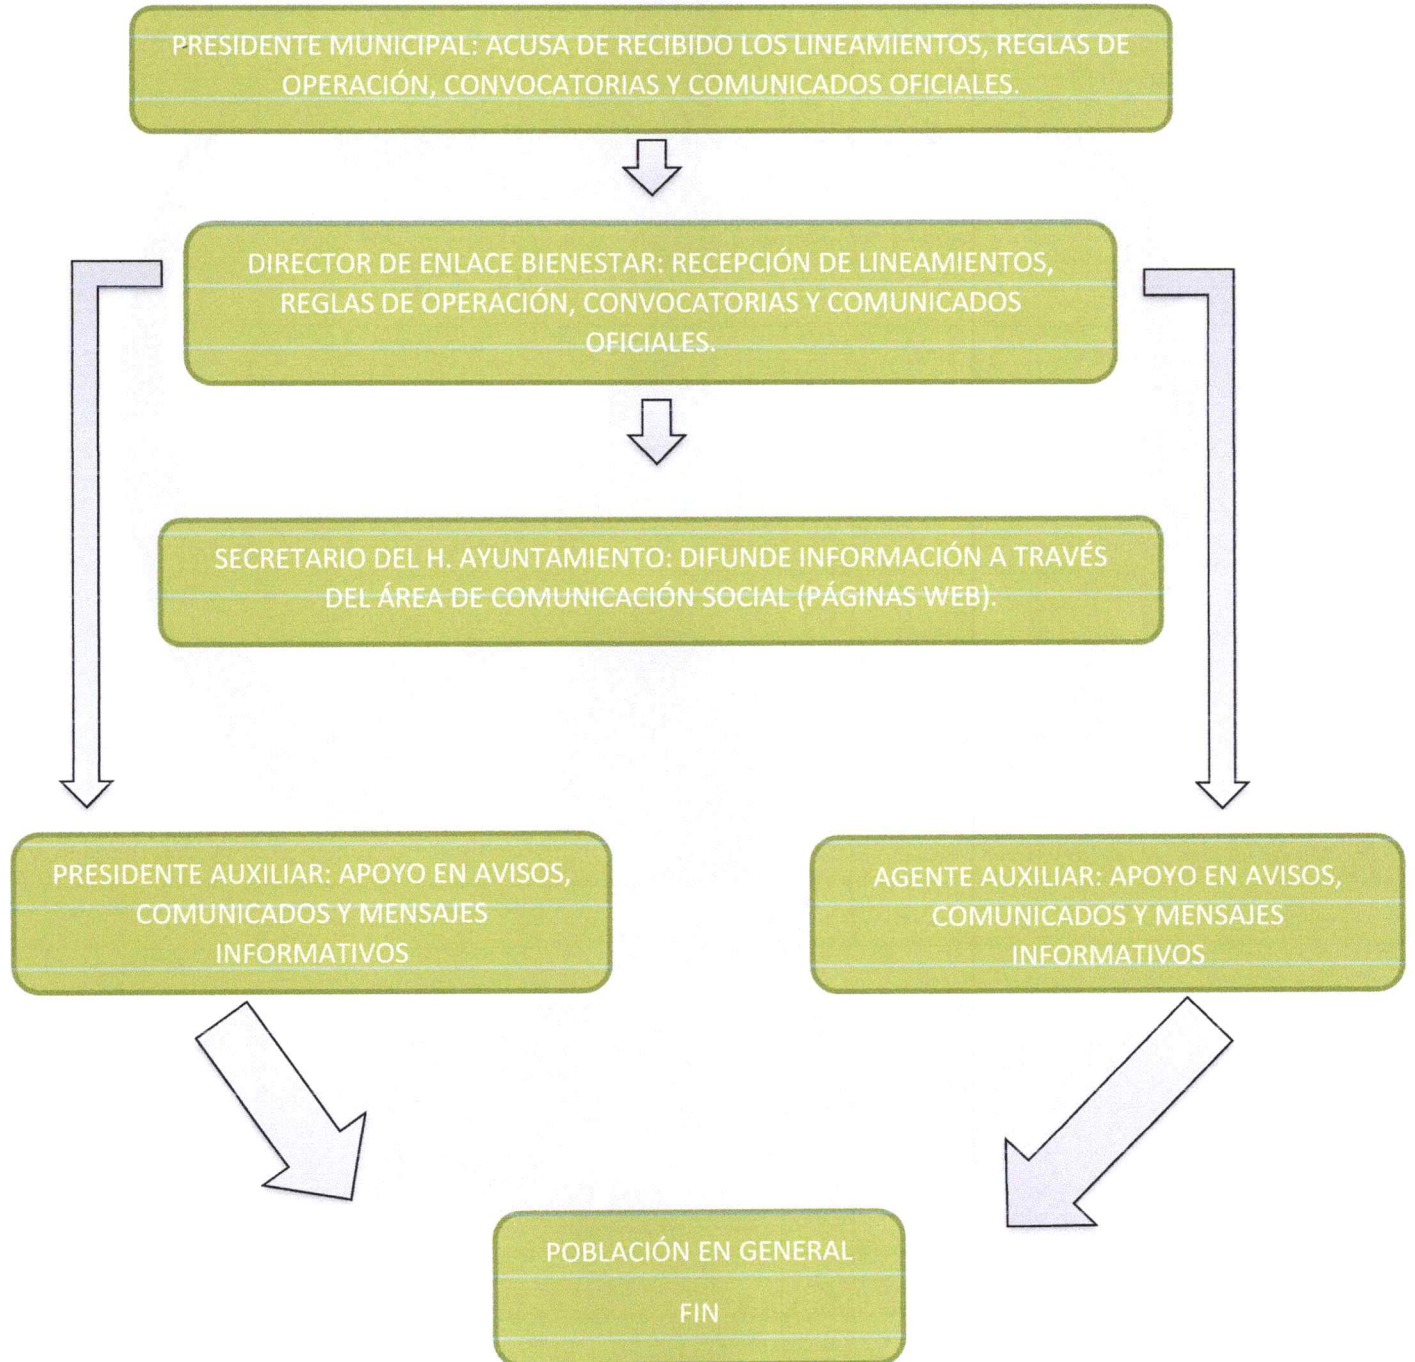 PRESIDENTE MUNICIPAL: ACUSA DE RECIBIDO LOS LINEAMIENTOS, REGLAS DE
OPERACIÓN, CONVOCATORIAS Y COMUNICADOS OFICIALES.
DIRECTOR DE ENLACE BIENESTAR: RECEPCIÓN DE LINEAMIENTOS,
REGLAS DE OPERACIÓN, CONVOCATORIAS Y COMUNICADOS
OFICIALES.
SECRETARIO DEL H. AYUNTAMIENTO: DIFUNDE INFORMACIÓN A TRAVÉS
DEL ÁREA DE COMUNICACIÓN SOCIAL (PÁGINAS WEB).
PRESIDENTE AUXILIAR: APOYO EN AVISOS,
COMUNICADOS Y MENSAJES
INFORMATIVOS
AGENTE AUXILIAR: APOYO EN AVISOS,
COMUNICADOS Y MENSAJES
INFORMATIVOS
POBLACIÓN EN GENERAL
FIN